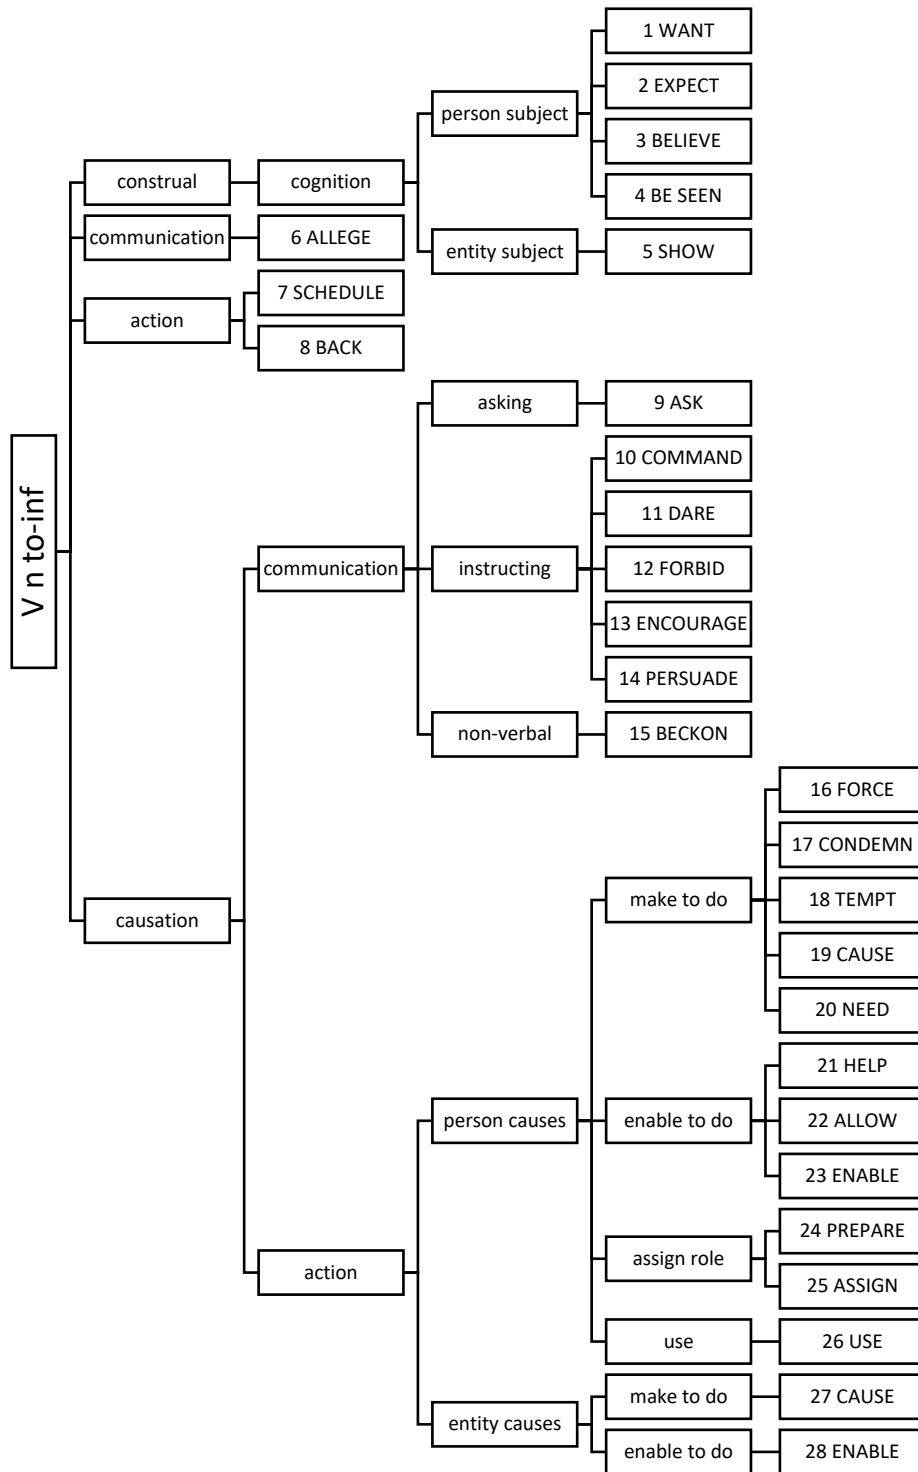 1 WANT
2 EXPECT
person subject
3 BELIEVE
construal
cognition
4 BE SEEN
communication
6 ALLEGE
entity subject
5 SHOW
7 SCHEDULE
action
8 BACK
asking
9 ASK
10 COMMAND
V n to-inf
11 DARE
communication
instructing
12 FORBID
13 ENCOURAGE
14 PERSUADE
non-verbal
15 BECKON
16 FORCE
17 CONDEMN
make to do
18 TEMPT
causation
19 CAUSE
20 NEED
21 HELP
person causes
enable to do
22 ALLOW
23 ENABLE
24 PREPARE
assign role
action
25 ASSIGN
use
26 USE
make to do
27 CAUSE
entity causes
enable to do
28 ENABLE